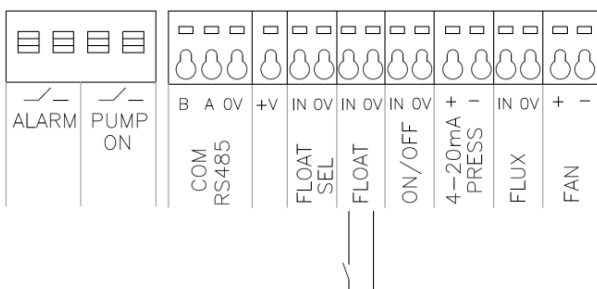 ALARM
PUMP
ON
B A 0V +V IN 0V IN 0V IN 0V + - IN 0V + -
COM
RS485
FLOAT
SEL
FLOAT
ON/OFF
4-20mA
PRESS
FLUX
FAN